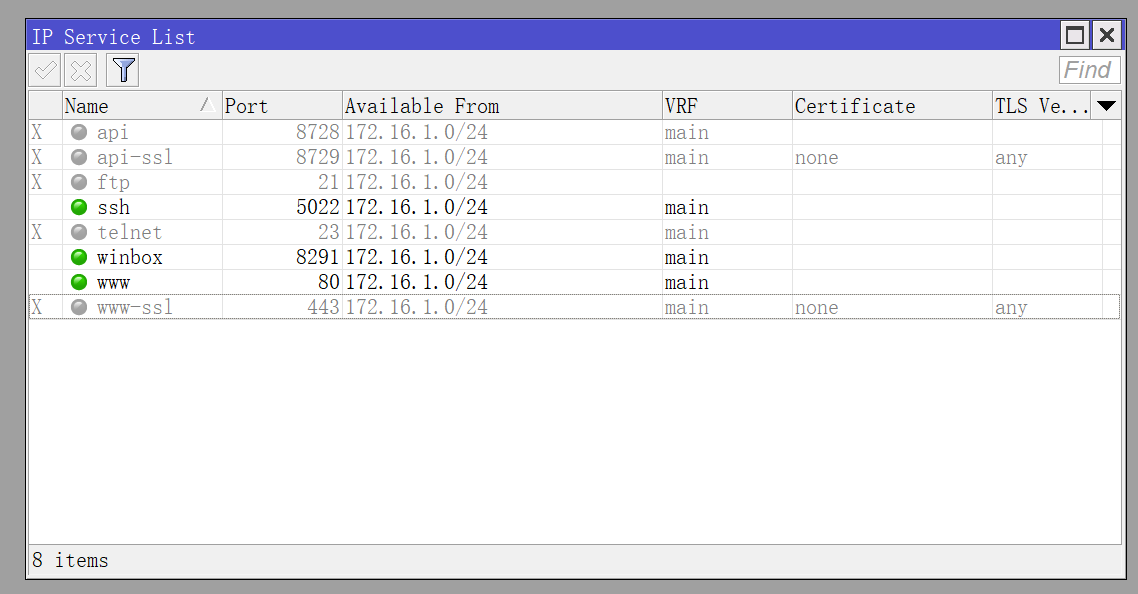 IP Service List
Find
Name Port Available From VRF Certificate TLS Ve...
X api 8728 172.16.1.0/24 main
X api-ssl 8729 172.16.1.0/24 main none any
X ftp 21 172.16.1.0/24
ssh 5022 172.16.1.0/24 main
X telnet 23 172.16.1.0/24 main
winbox 8291 172.16.1.0/24 main
www 80 172.16.1.0/24 main
X www-ssl 443 172.16.1.0/24 main none any
8 items